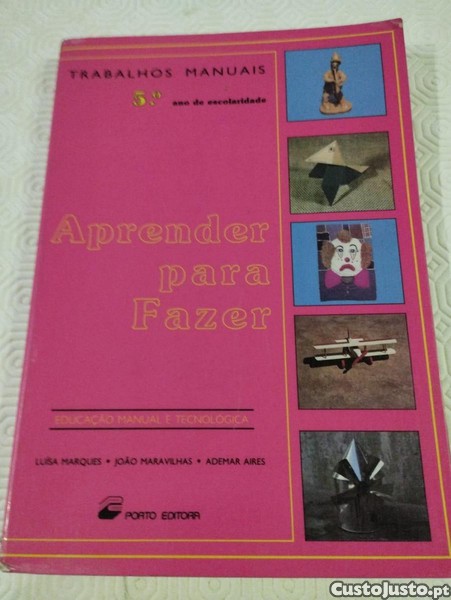 TRABALHOS MANUAIS
5.º ano de escolaridade
Aprender
para
Fazer
EDUCAÇÃO MANUAL E TECNOLÓGICA
LUÍSA MARQUES • JOÃO MARAVILHAS • ADEMAR AIRES
PORTO EDITORA
CustoJusto.pt